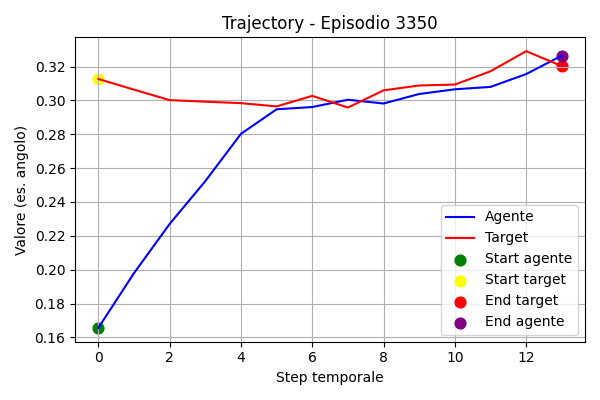 Trajectory - Episodio 3350
Valore (es. angolo)
0.32
0.30
0.28
0.26
0.24
0.22
0.20
0.18
0.16
0 2 4 6 8 10 12
Step temporale
Agente
Target
Start agente
Start target
End target
End agente